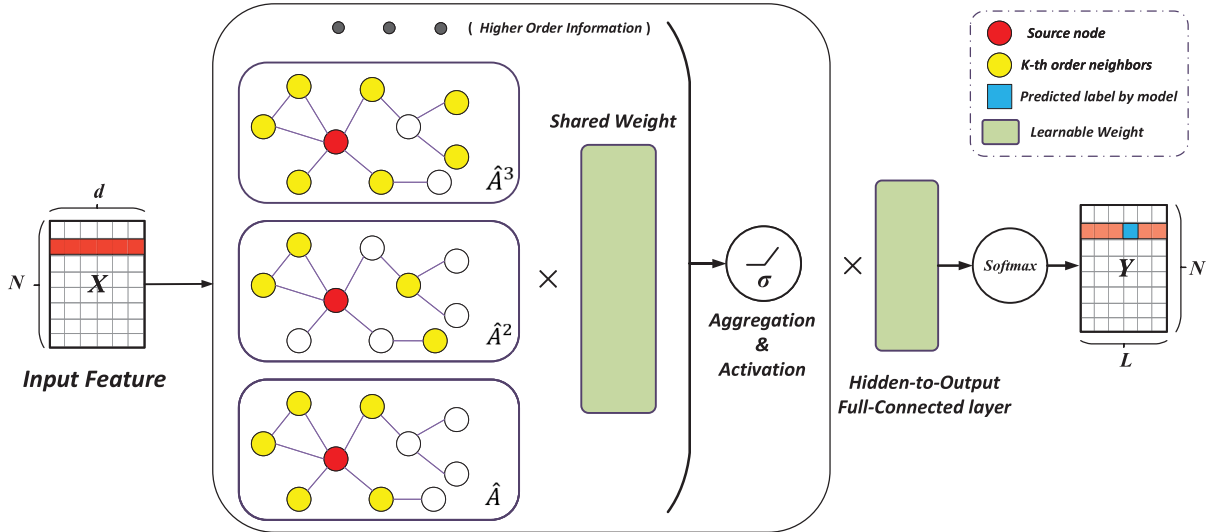 ( Higher Order Information )
Source node
K-th order neighbors
Predicted label by model
Learnable Weight
Shared Weight
Â³
d
N
X
Input Feature
Â²
×
σ
Aggregation
&
Activation
×
Hidden-to-Output
Full-Connected layer
Softmax
Y
N
L
Â